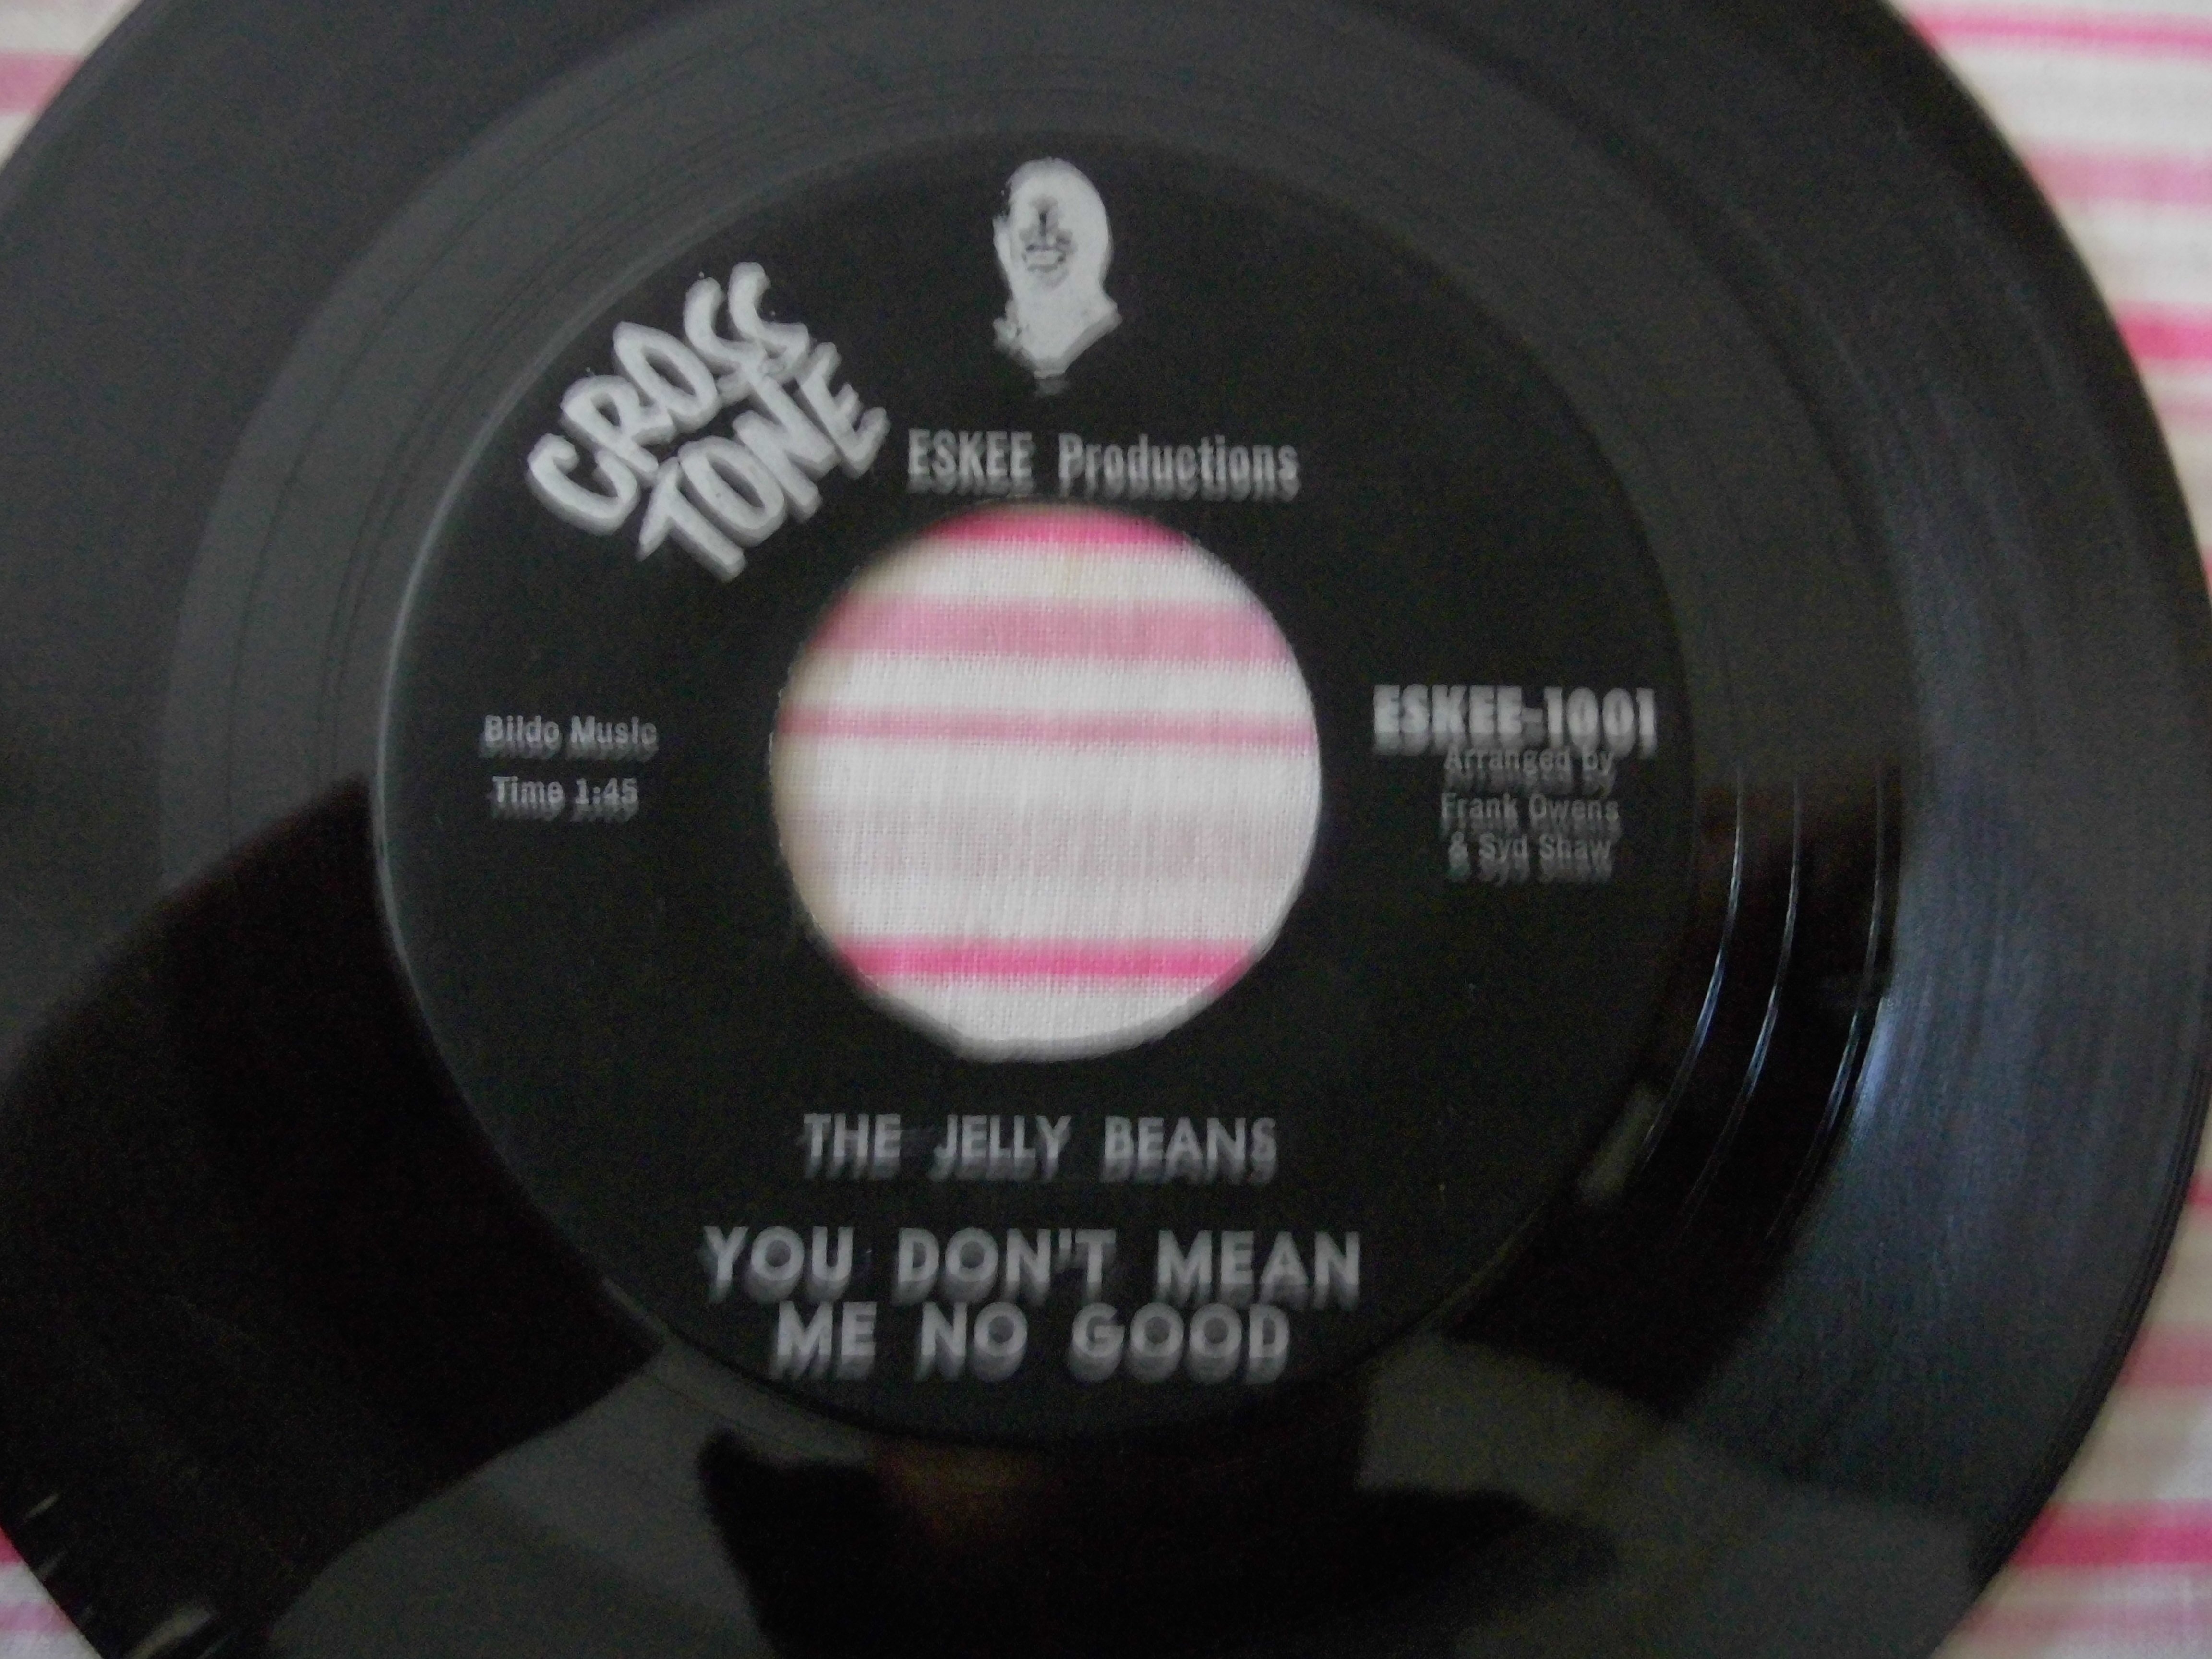 CROSS
TONE
ESKEE Productions
Bildo Music
Time 1:45
ESKEE-1001
Arranged by
Frank Owens
& Syd Shaw
THE JELLY BEANS
YOU DON'T MEAN
ME NO GOOD